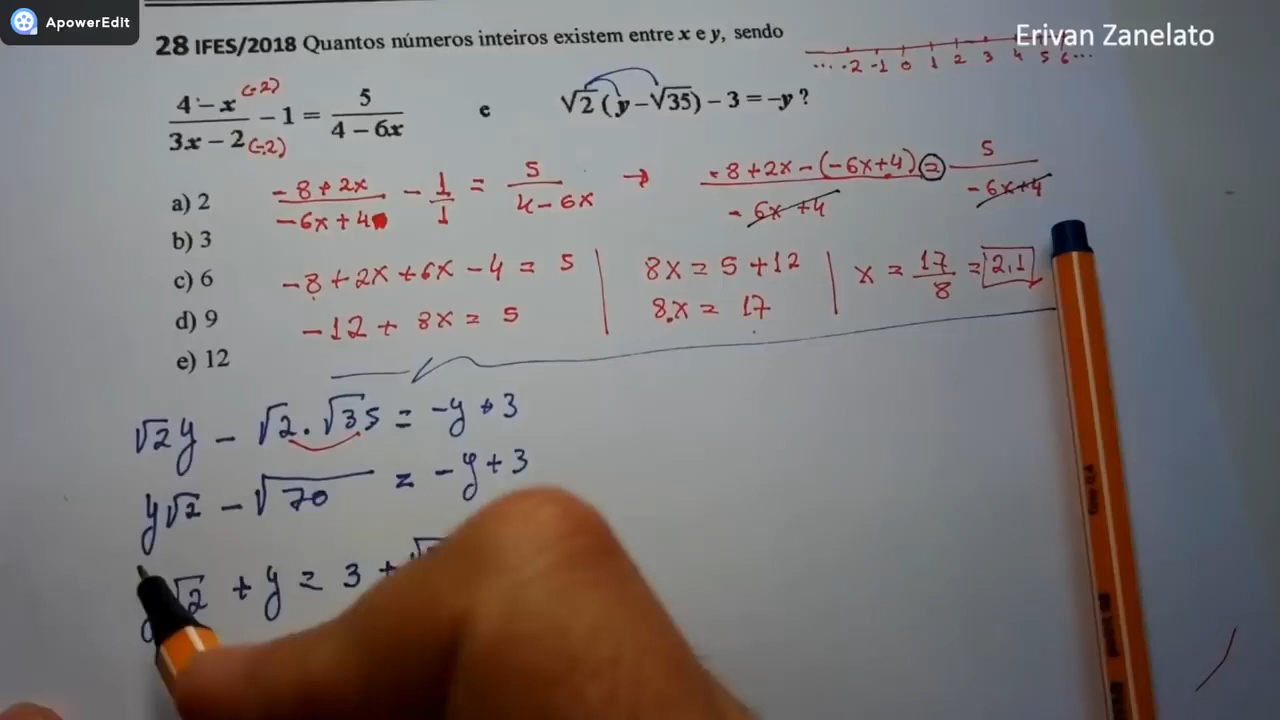 ApowerEdit
Erivan Zanelato
28 IFES/2018 Quantos números inteiros existem entre x e y, sendo
... -2 -1 0 1 2 3 4 5 6 ...
(4 - x)/(3x - 2) - 1 = 5/(4 - 6x) e √2(y - √35) - 3 = -y ?
(-2)
(-2)
a) 2
b) 3
c) 6
d) 9
e) 12
(-8 + 2x)/(-6x + 4) - 1/1 = 5/(4 - 6x) → (-8 + 2x - (-6x + 4))/(-6x + 4) = 5/(-6x + 4)
-8 + 2x + 6x - 4 = 5 | 8x = 5 + 12 | x = 17/8 = 2,1
-12 + 8x = 5 | 8x = 17
√2y - √2 . √35 = -y + 3
y√2 - √70 = -y + 3
√2 + y = 3 +